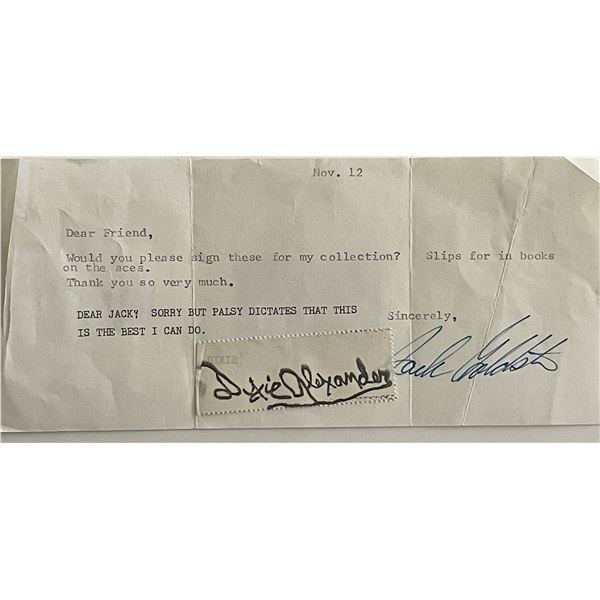 Nov. 12
Dear Friend,
Would you please sign these for my collection? Slips for in books
on the aces.
Thank you so very much.
DEAR JACK; SORRY BUT PALSY DICTATES THAT THIS
IS THE BEST I CAN DO.
Sincerely,
Dixie Alexander
Jack